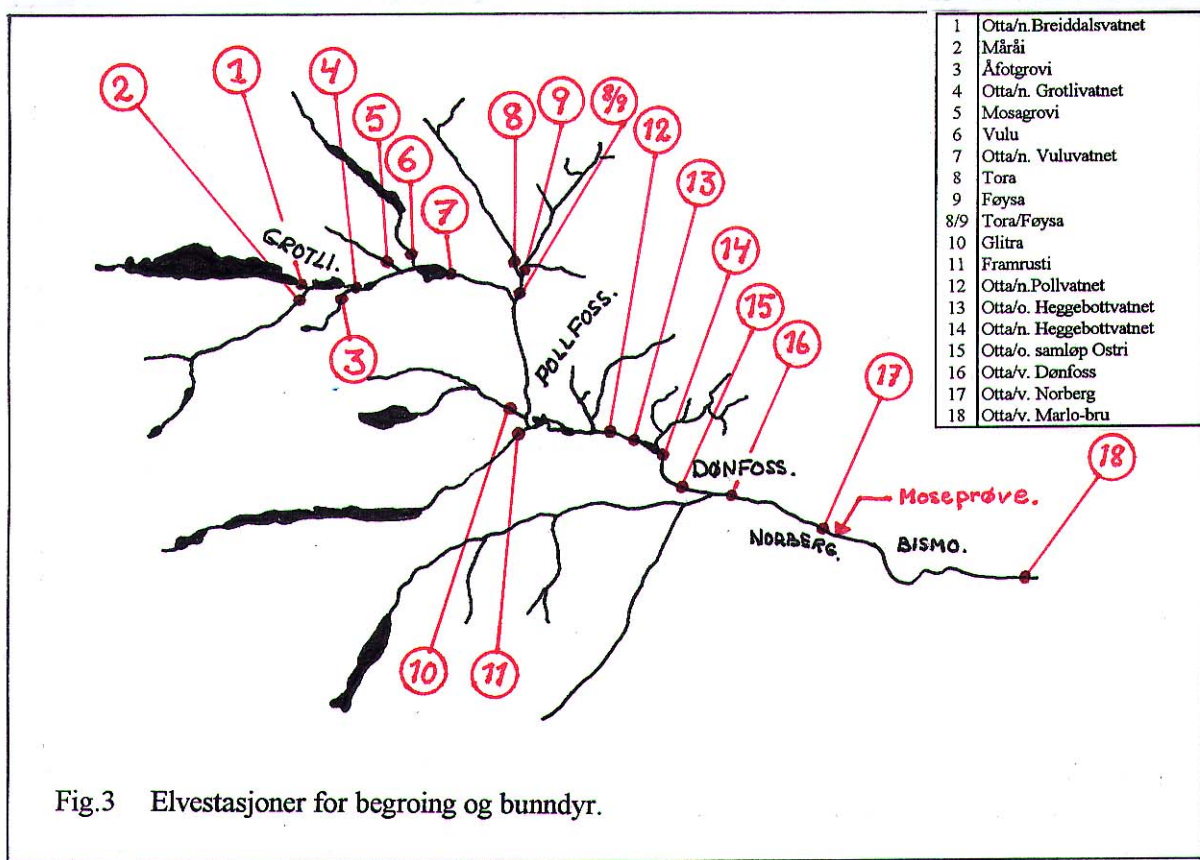 1 Otta/n.Breiddalsvatnet
2 Måråi
3 Åfotgrovi
4 Otta/n. Grotlivatnet
5 Mosagrovi
6 Vulu
7 Otta/n. Vuluvatnet
8 Tora
9 Føysa
8/9 Tora/Føysa
10 Glitra
11 Framrusti
12 Otta/n.Pollvatnet
13 Otta/o. Heggebottvatnet
14 Otta/n. Heggebottvatnet
15 Otta/o. samløp Ostri
16 Otta/v. Dønfoss
17 Otta/v. Norberg
18 Otta/v. Marlo-bru
1
2
4
5
6
7
8
9
8/9
12
13
14
15
16
17
18
3
10
11
GROTLI.
POLLFOSS.
DØNFOSS.
Moseprøve.
NORBERG.
BISMO.
Fig.3 Elvestasjoner for begroing og bunndyr.